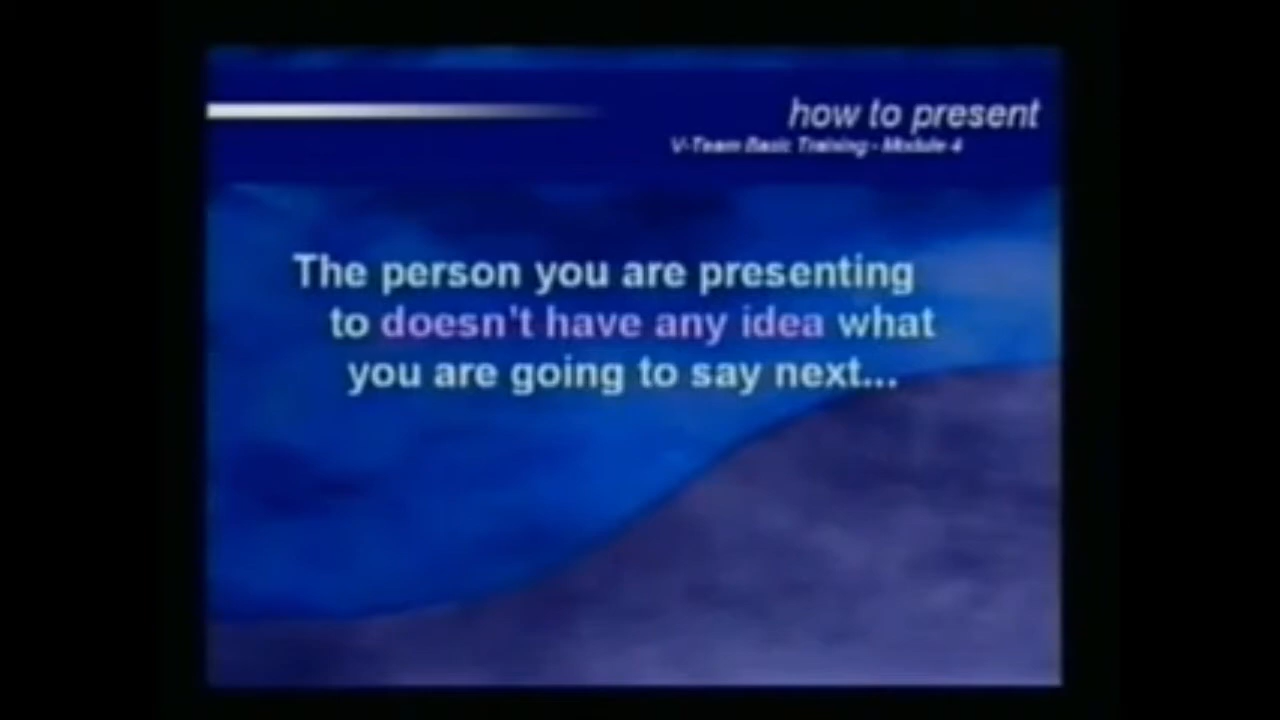 how to present
V-Team Basic Training - Module 4
The person you are presenting
to doesn't have any idea what
you are going to say next...